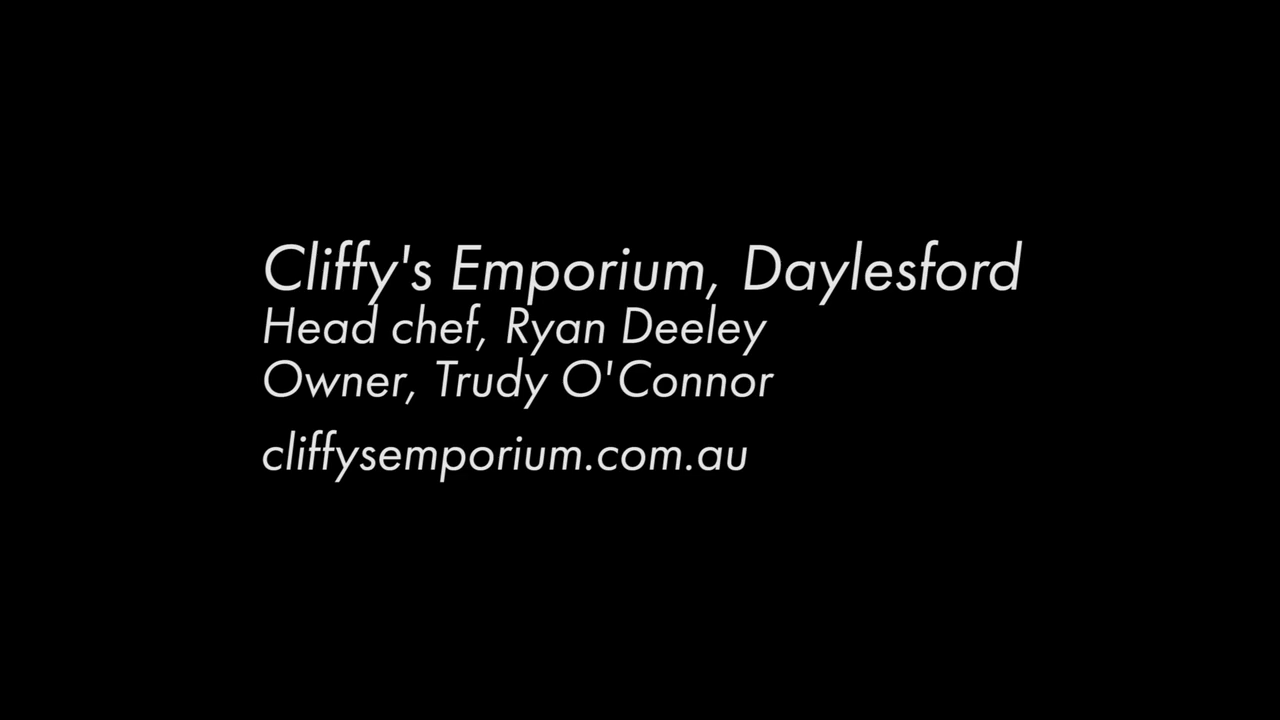 Cliffy's Emporium, Daylesford
Head chef, Ryan Deeley
Owner, Trudy O'Connor
cliffysemporium.com.au